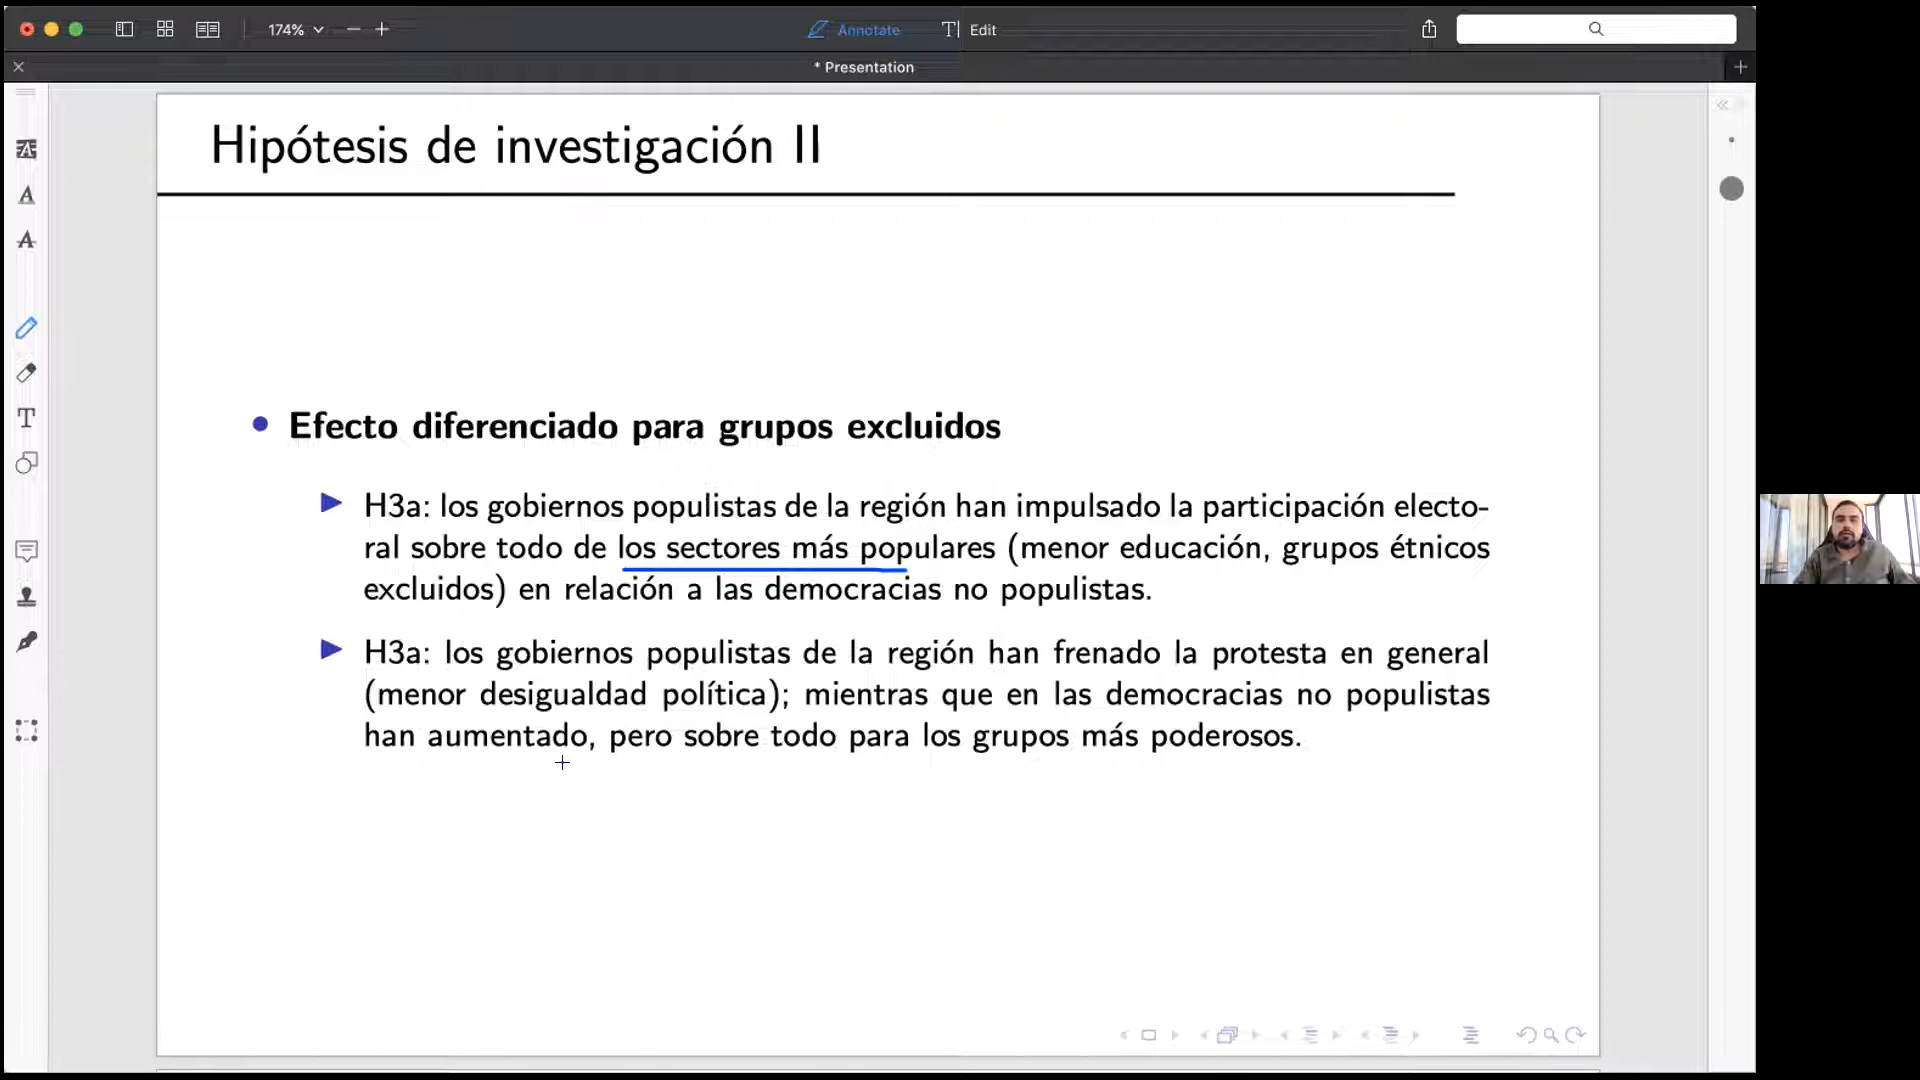 174%
Annotate
Edit
* Presentation
Hipótesis de investigación II
Efecto diferenciado para grupos excluidos
H3a: los gobiernos populistas de la región han impulsado la participación electo-
ral sobre todo de los sectores más populares (menor educación, grupos étnicos
excluidos) en relación a las democracias no populistas.
H3a: los gobiernos populistas de la región han frenado la protesta en general
(menor desigualdad política); mientras que en las democracias no populistas
han aumentado, pero sobre todo para los grupos más poderosos.